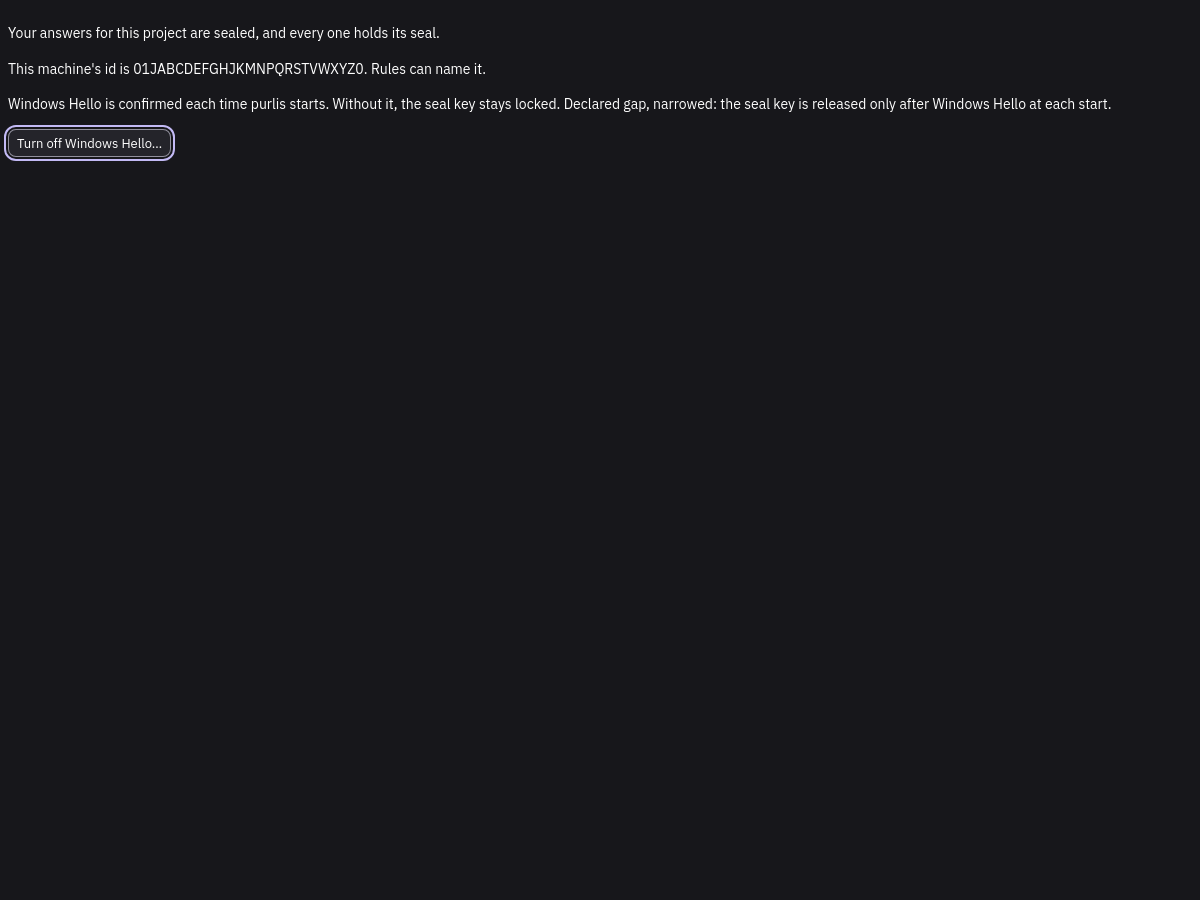 Your answers for this project are sealed, and every one holds its seal.
This machine's id is 01JABCDEFGHJKMNPQRSTVWXYZ0. Rules can name it.
Windows Hello is confirmed each time purlis starts. Without it, the seal key stays locked. Declared gap, narrowed: the seal key is released only after Windows Hello at each start.
Turn off Windows Hello...